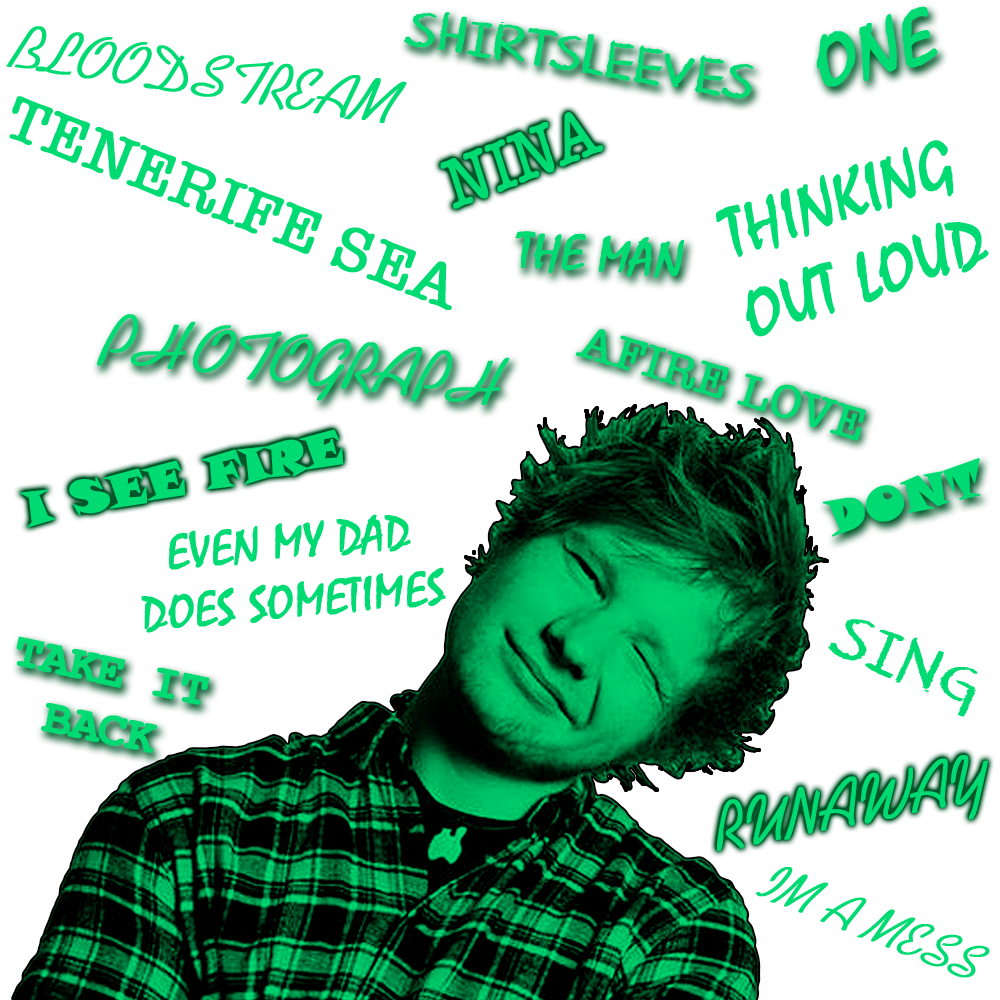 BLOODSTREAM
SHIRTSLEEVES
ONE
TENERIFE SEA
NINA
THINKING
OUT LOUD
THE MAN
PHOTOGRAPH
AFIRE LOVE
I SEE FIRE
DONT
EVEN MY DAD
DOES SOMETIMES
TAKE IT
BACK
SING
RUNAWAY
IM A MESS